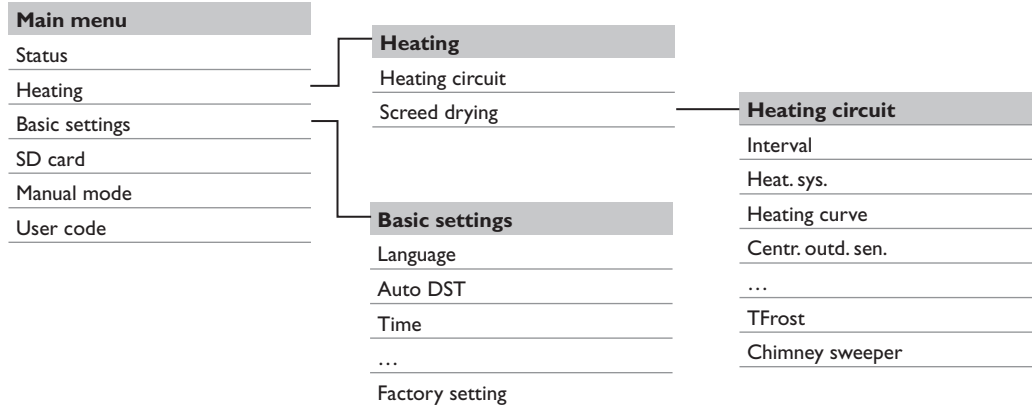 Main menu
Status
Heating
Basic settings
SD card
Manual mode
User code
Heating
Heating circuit
Screed drying
Basic settings
Language
Auto DST
Time
…
Factory setting
Heating circuit
Interval
Heat. sys.
Heating curve
Centr. outd. sen.
…
TFrost
Chimney sweeper